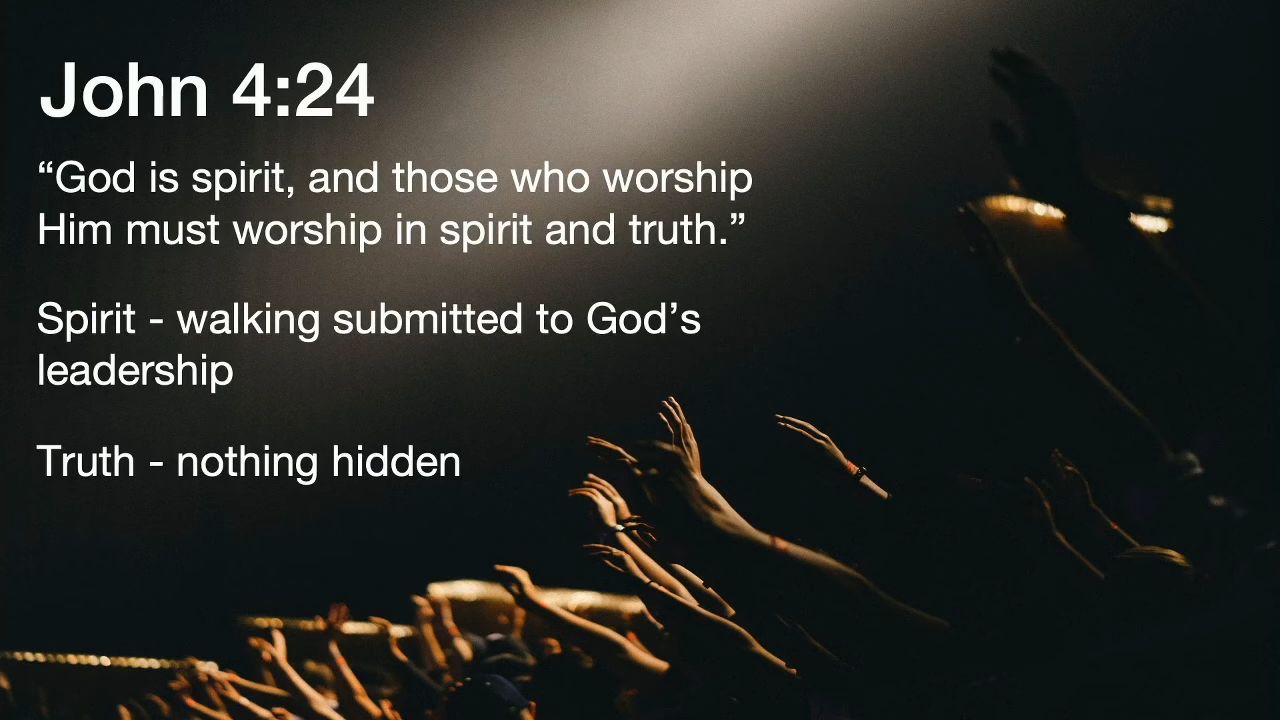 John 4:24
“God is spirit, and those who worship
Him must worship in spirit and truth.”
Spirit - walking submitted to God’s
leadership
Truth - nothing hidden